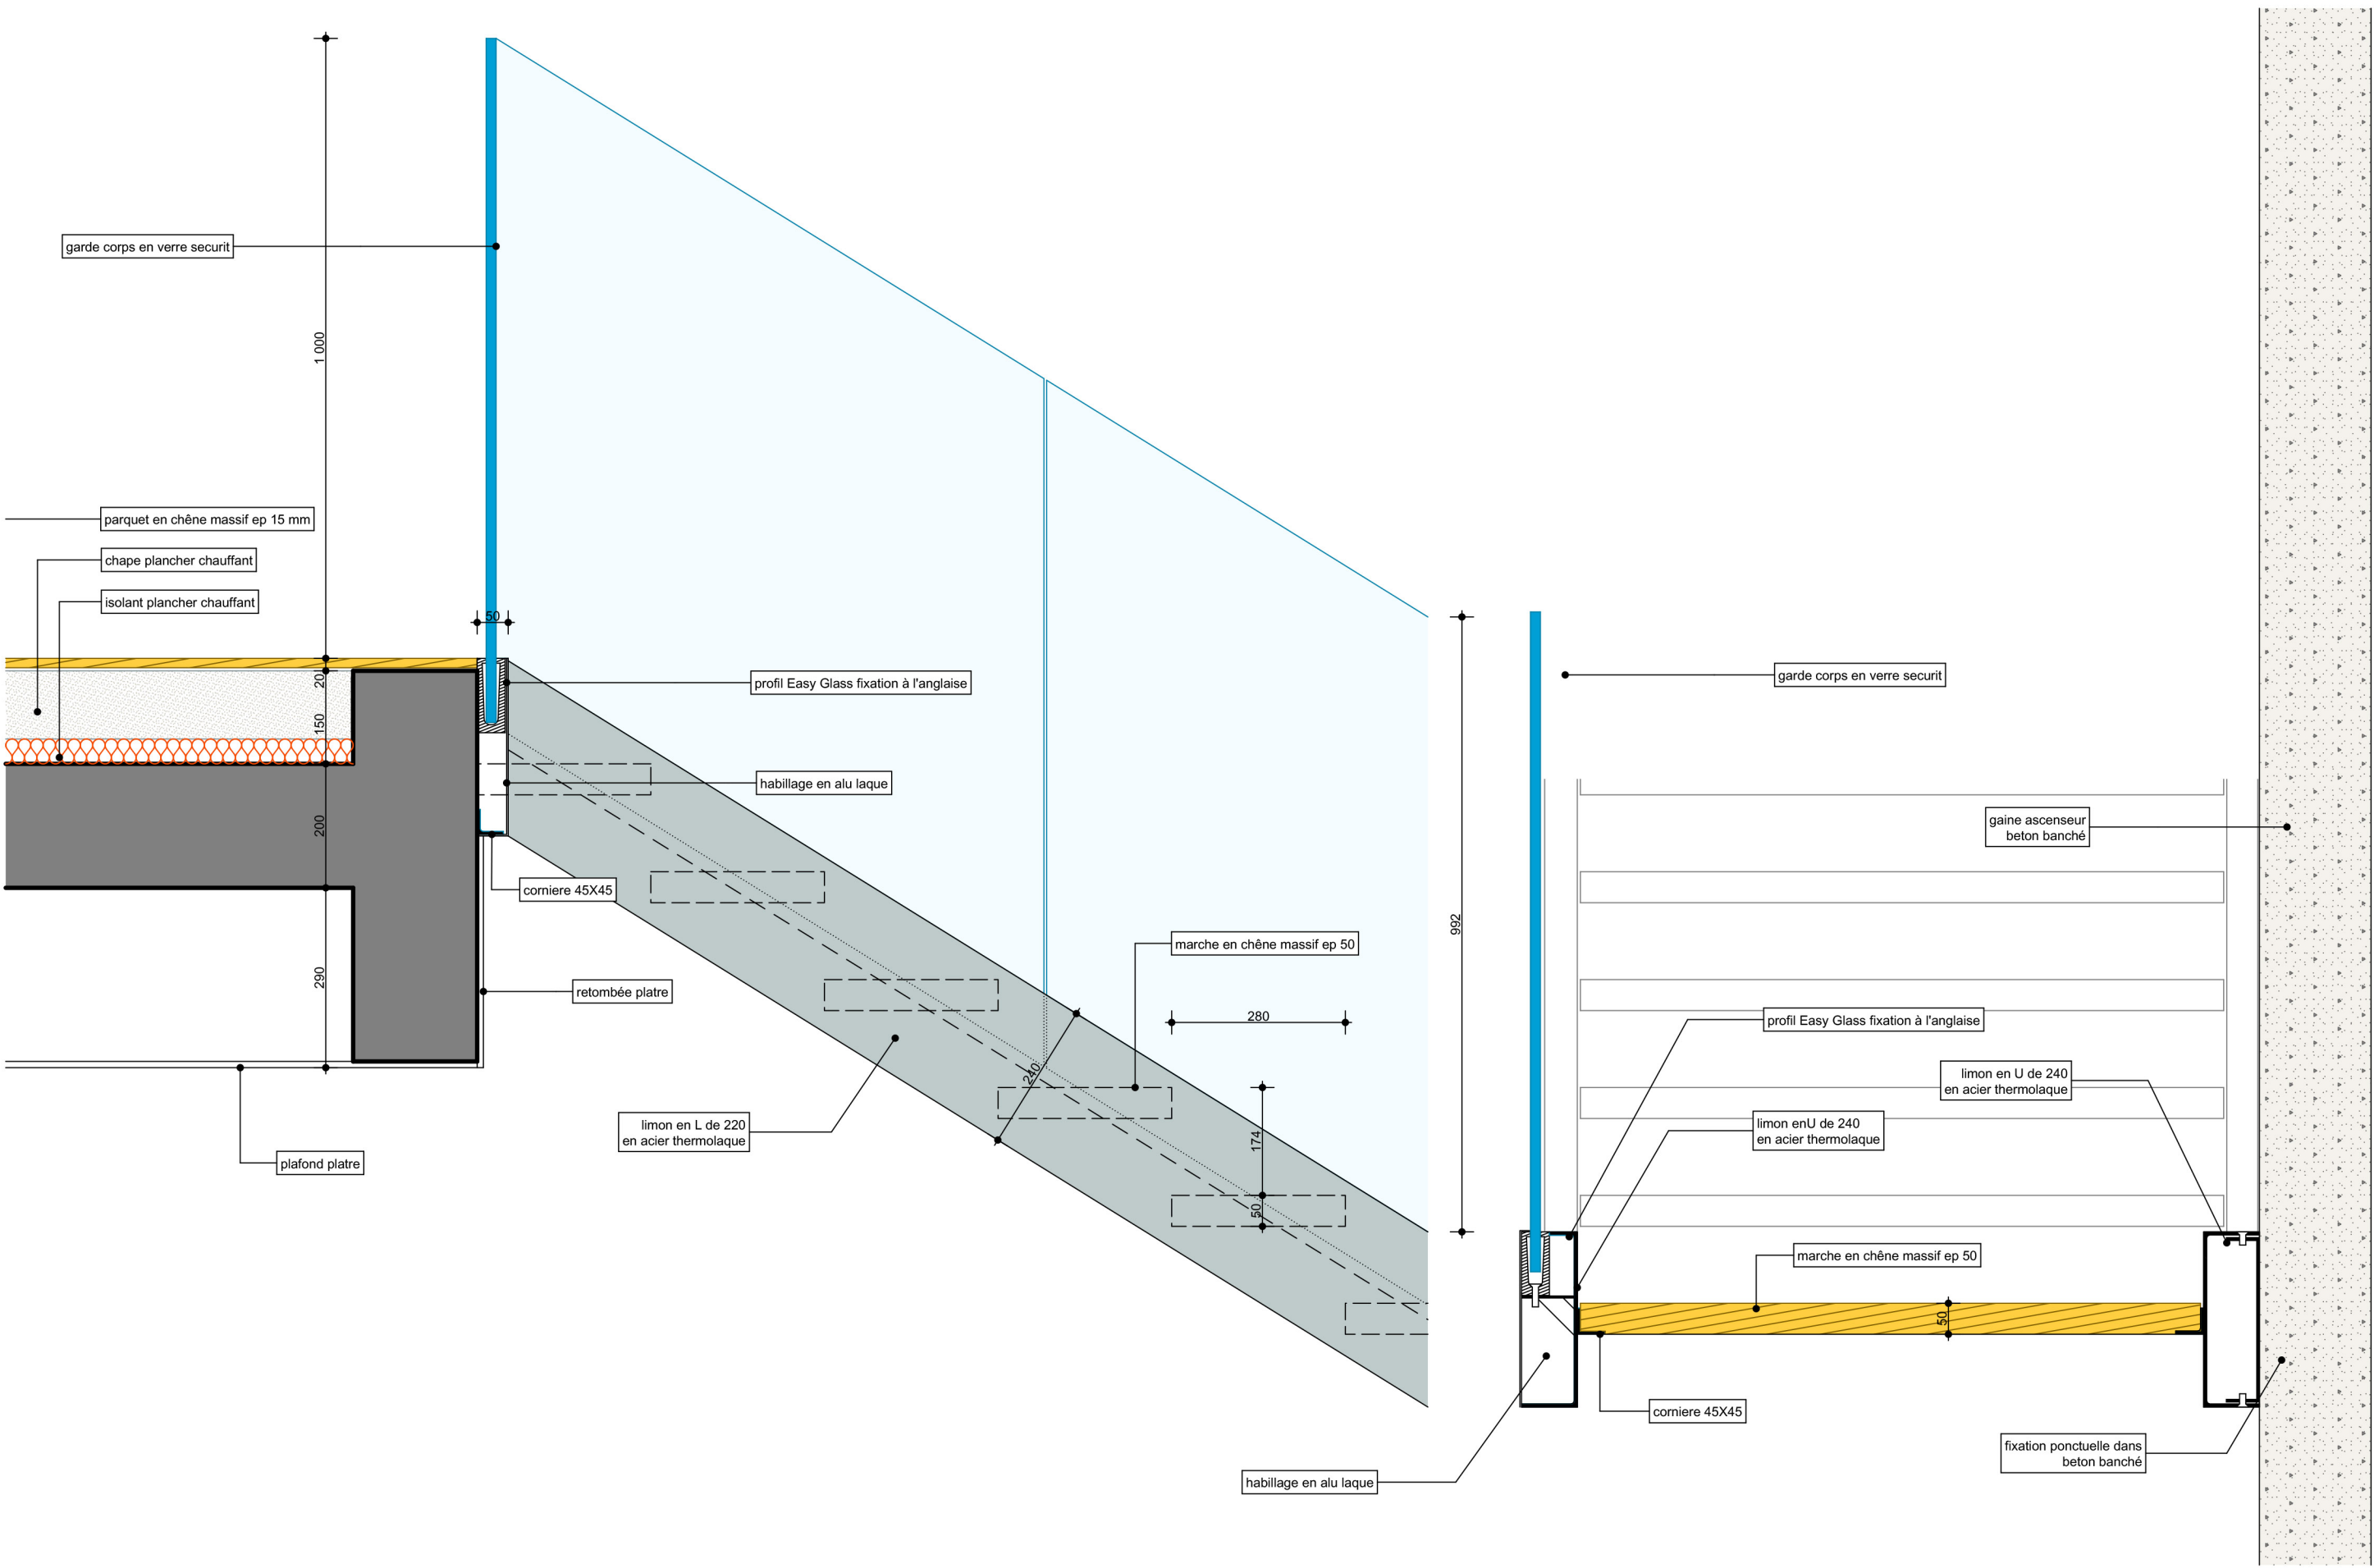 1 000
garde corps en verre securit
parquet en chêne massif ep 15 mm
chape plancher chauffant
isolant plancher chauffant
50
20
150
200
290
profil Easy Glass fixation à l'anglaise
habillage en alu laque
corniere 45X45
retombée platre
plafond platre
limon en L de 220
en acier thermolaque
240
marche en chêne massif ep 50
280
174
50
992
garde corps en verre securit
gaine ascenseur
beton banché
profil Easy Glass fixation à l'anglaise
limon en U de 240
en acier thermolaque
limon enU de 240
en acier thermolaque
marche en chêne massif ep 50
50
corniere 45X45
fixation ponctuelle dans
beton banché
habillage en alu laque